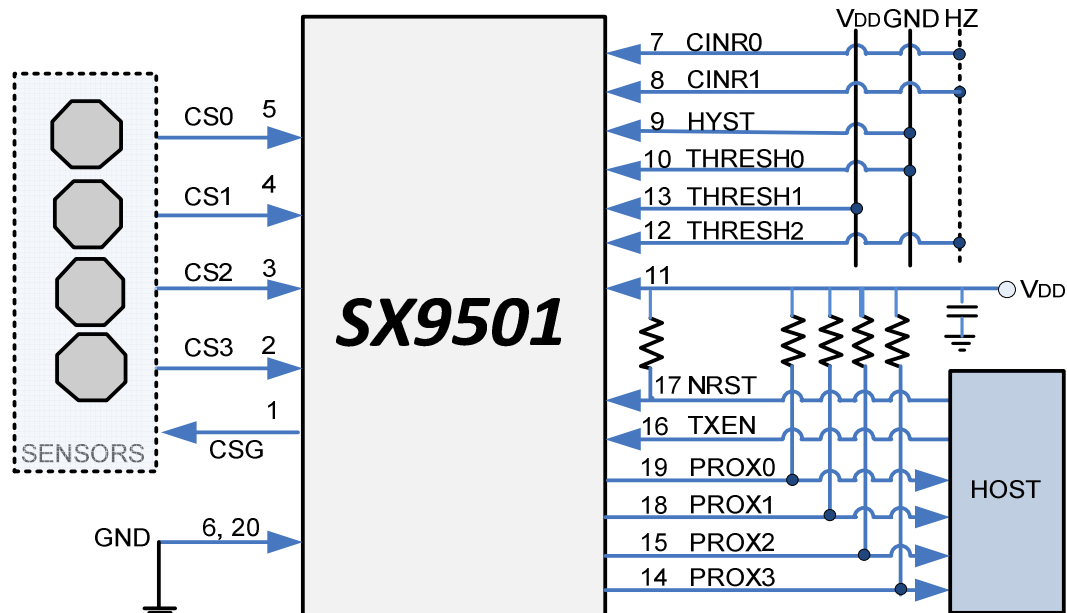 VDD GND HZ
7 CINR0
8 CINR1
9 HYST
10 THRESH0
13 THRESH1
12 THRESH2
11
VDD
CS0 5
CS1 4
CS2 3
CS3 2
1
CSG
SENSORS
GND 6, 20
SX9501
17 NRST
16 TXEN
19 PROX0
18 PROX1
15 PROX2
14 PROX3
HOST